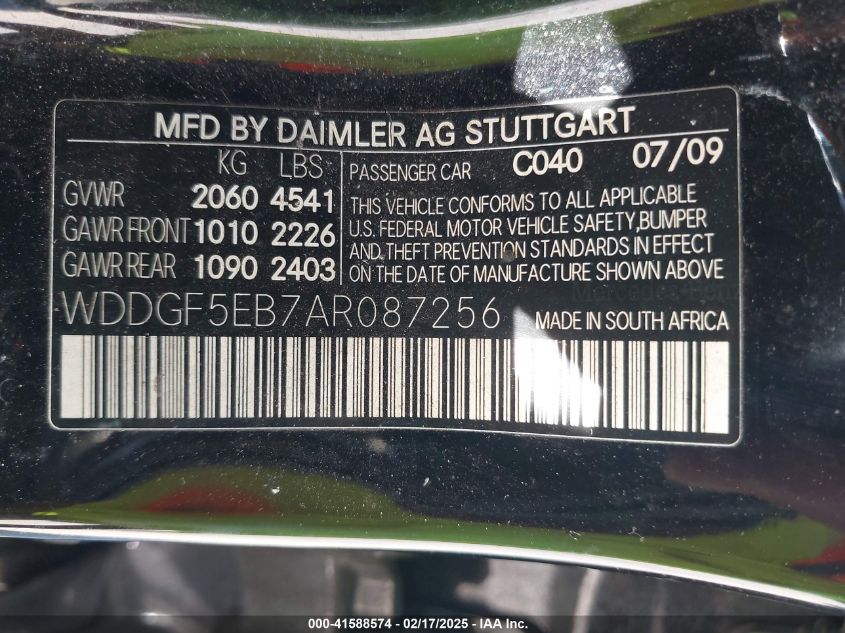 MFD BY DAIMLER AG STUTTGART
KG LBS
GVWR 2060 4541
GAWR FRONT 1010 2226
GAWR REAR 1090 2403
PASSENGER CAR C040 07/09
THIS VEHICLE CONFORMS TO ALL APPLICABLE
U.S. FEDERAL MOTOR VEHICLE SAFETY,BUMPER
AND, THEFT PREVENTION STANDARDS IN EFFECT
ON THE DATE OF MANUFACTURE SHOWN ABOVE
WDDGF5EB7AR087256 MADE IN SOUTH AFRICA
000-41588574 / 02/17/2025 - IAA Inc.